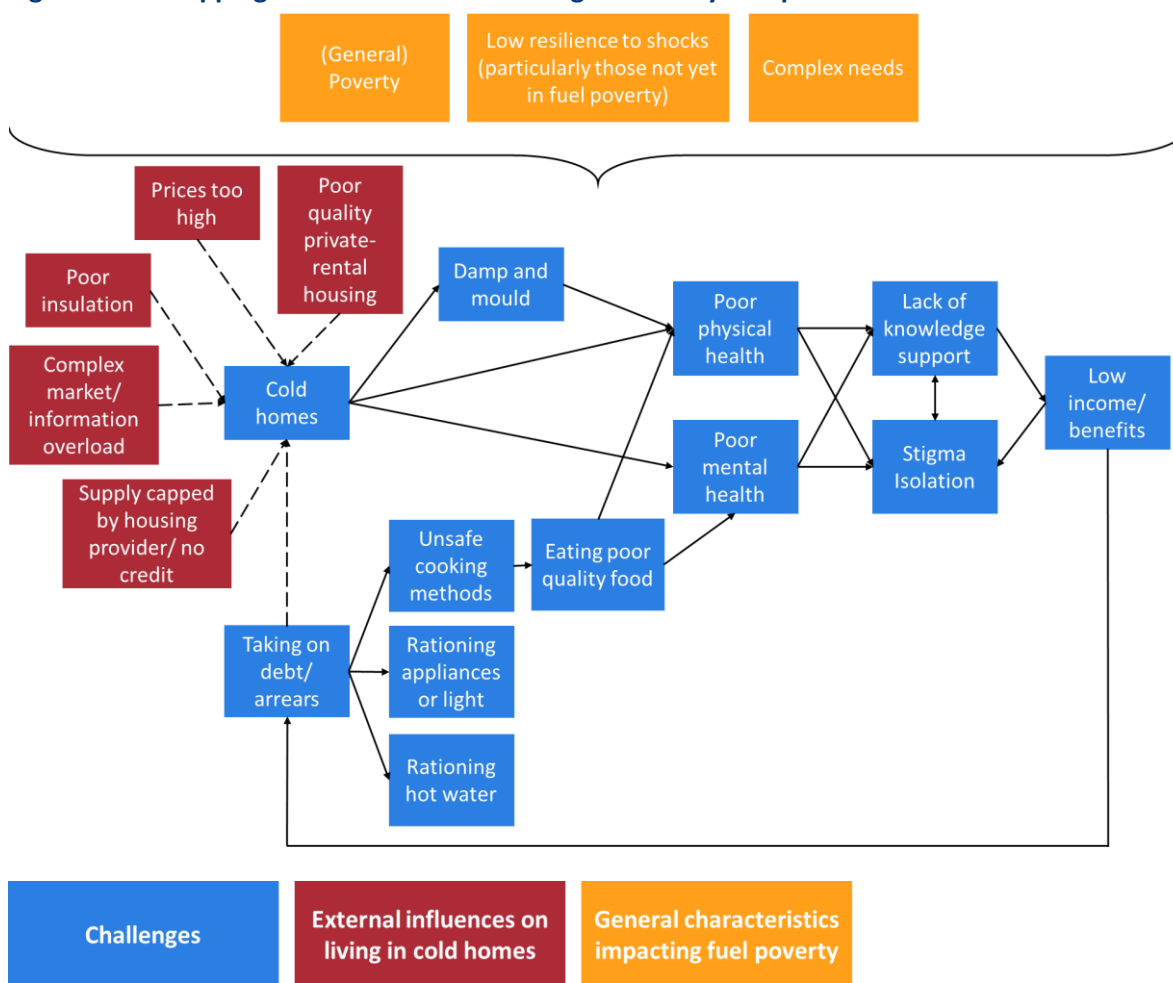 (General)
Poverty
Low resilience to shocks
(particularly those not yet
in fuel poverty)
Complex needs
Prices too
high
Poor
quality
private-
rental
housing
Poor
insulation
Complex
market/
information
overload
Supply capped
by housing
provider/ no
credit
Cold
homes
Damp and
mould
Poor
physical
health
Lack of
knowledge
support
Low
income/
benefits
Poor
mental
health
Stigma
Isolation
Unsafe
cooking
methods
Eating poor
quality food
Taking on
debt/
arrears
Rationing
appliances
or light
Rationing
hot water
Challenges
External influences on
living in cold homes
General characteristics
impacting fuel poverty